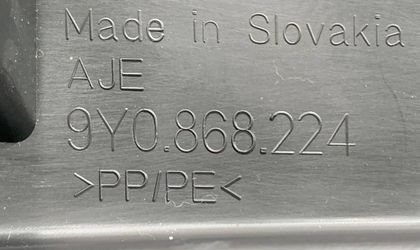 Made in Slovakia
AJE
9Y0.868.224
>PP/PE<